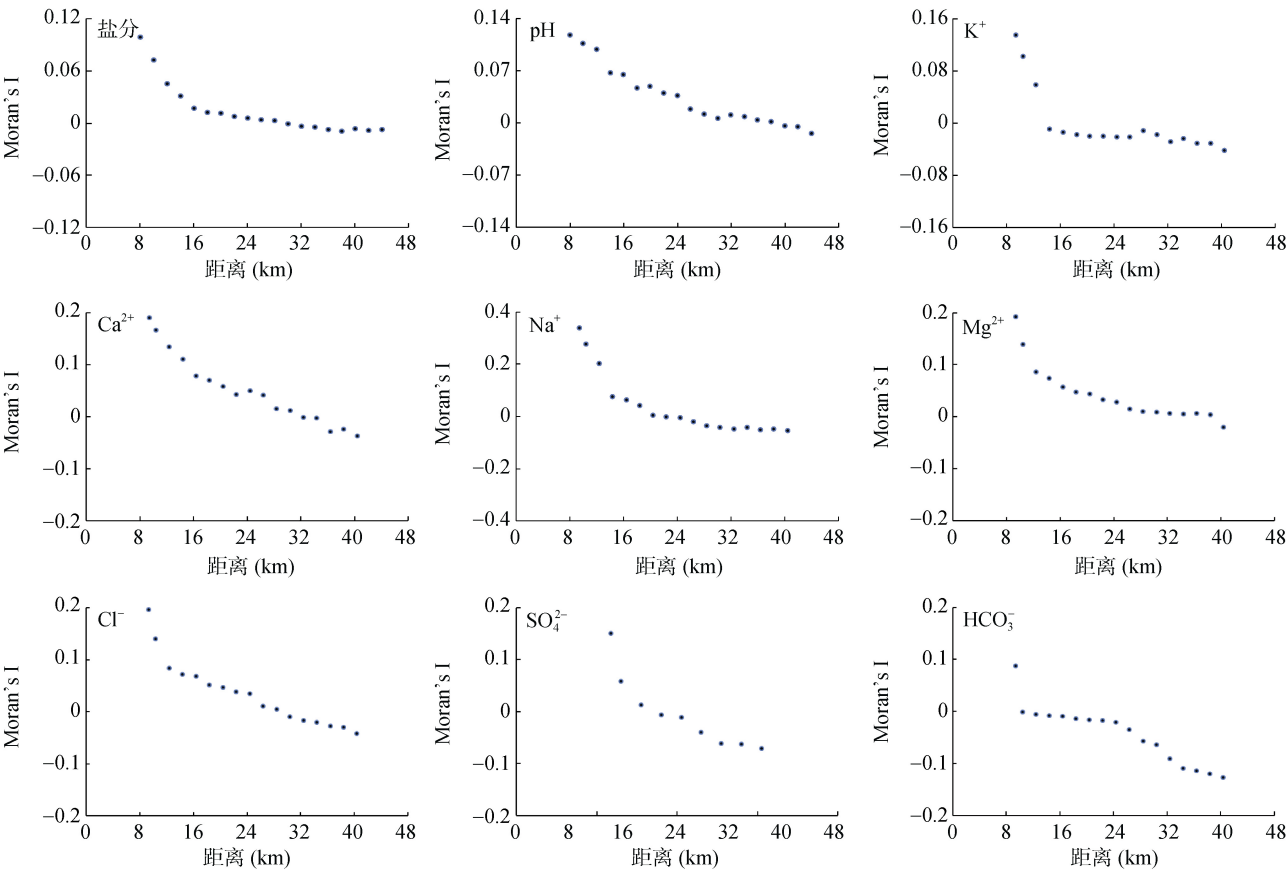 盐分
Moran's I
0.12
0.06
0
−0.06
−0.12
0 8 16 24 32 40 48
距离 (km)
pH
Moran's I
0.14
0.07
0
−0.07
−0.14
0 8 16 24 32 40 48
距离 (km)
K⁺
Moran's I
0.16
0.08
0
−0.08
−0.16
0 8 16 24 32 40 48
距离 (km)
Ca²⁺
Moran's I
0.2
0.1
0
−0.1
−0.2
0 8 16 24 32 40 48
距离 (km)
Na⁺
Moran's I
0.4
0.2
0
−0.2
−0.4
0 8 16 24 32 40 48
距离 (km)
Mg²⁺
Moran's I
0.2
0.1
0
−0.1
−0.2
0 8 16 24 32 40 48
距离 (km)
Cl⁻
Moran's I
0.2
0.1
0
−0.1
−0.2
0 8 16 24 32 40 48
距离 (km)
SO₄²⁻
Moran's I
0.2
0.1
0
−0.1
−0.2
0 8 16 24 32 40 48
距离 (km)
HCO₃⁻
Moran's I
0.2
0.1
0
−0.1
−0.2
0 8 16 24 32 40 48
距离 (km)